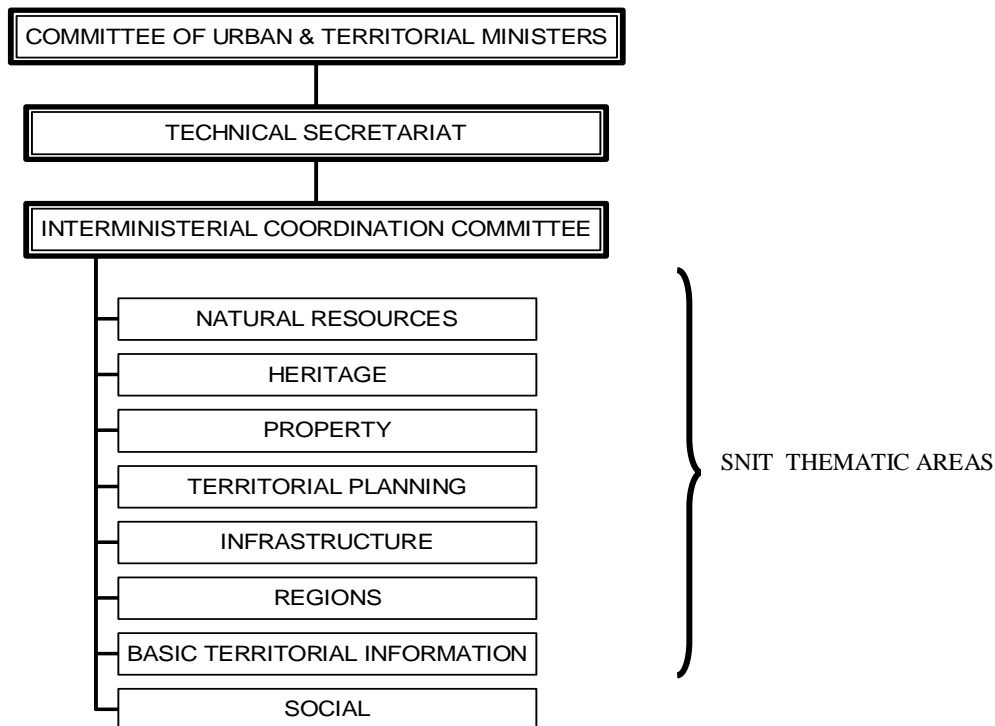 COMMITTEE OF URBAN & TERRITORIAL MINISTERS
TECHNICAL SECRETARIAT
INTERMINISTERIAL COORDINATION COMMITTEE
NATURAL RESOURCES
HERITAGE
PROPERTY
TERRITORIAL PLANNING
INFRASTRUCTURE
REGIONS
BASIC TERRITORIAL INFORMATION
SOCIAL
SNIT THEMATIC AREAS